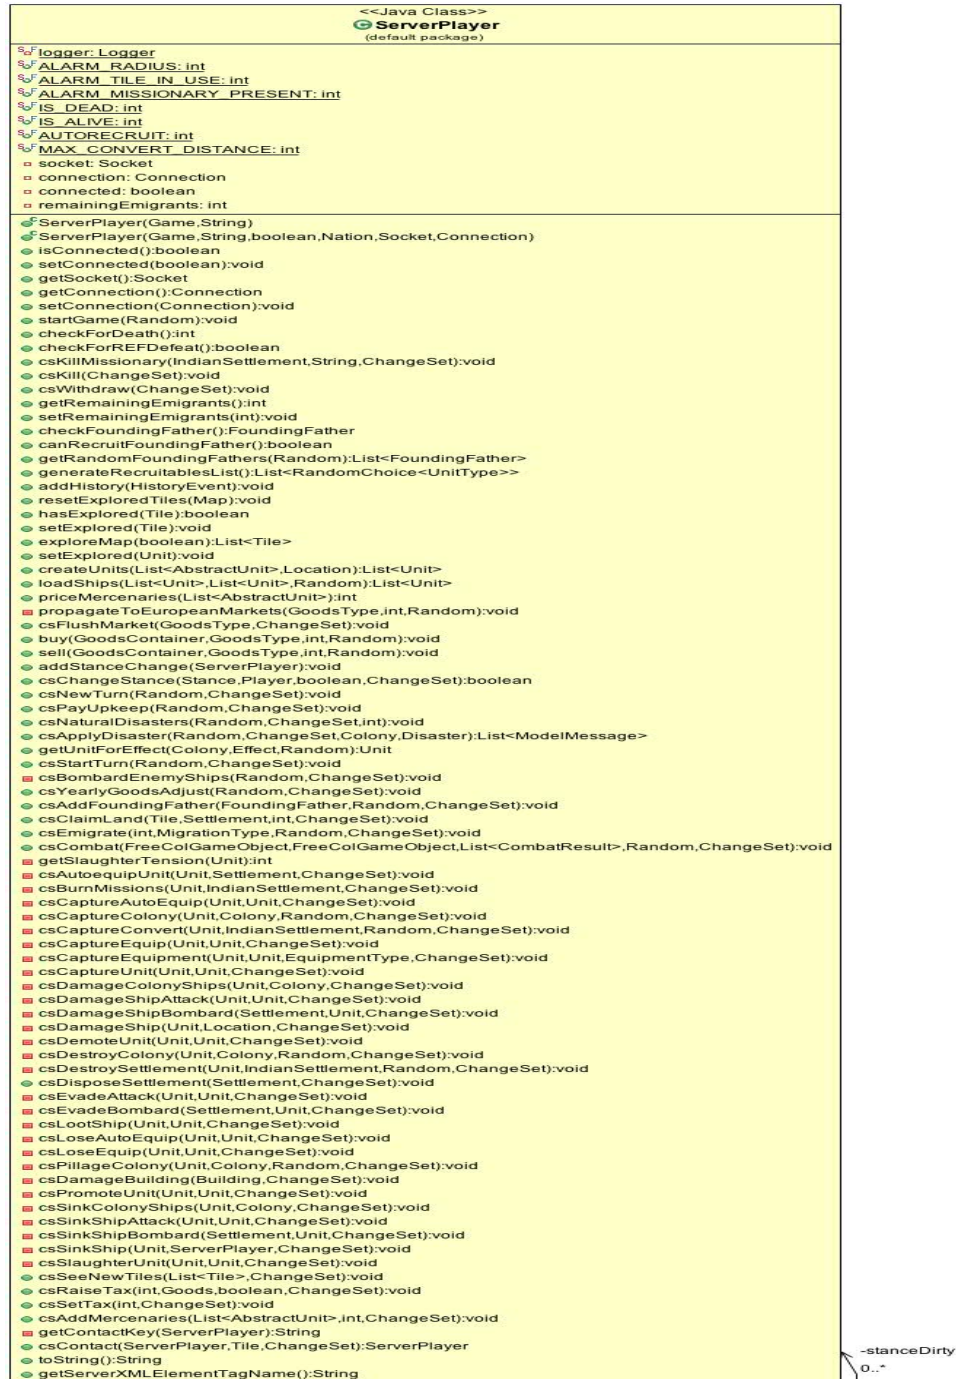 <<Java Class>>
ServerPlayer
(default package)
logger: Logger
ALARM_RADIUS: int
ALARM_TILE_IN_USE: int
ALARM_MISSIONARY_PRESENT: int
IS_DEAD: int
IS_ALIVE: int
AUTORECRUIT: int
MAX_CONVERT_DISTANCE: int
socket: Socket
connection: Connection
connected: boolean
remainingEmigrants: int
ServerPlayer(Game,String)
ServerPlayer(Game,String,boolean,Nation,Socket,Connection)
isConnected():boolean
setConnected(boolean):void
getSocket():Socket
getConnection():Connection
setConnection(Connection):void
startGame(Random):void
checkForDeath():int
checkForREFDefeat():boolean
csKillMissionary(IndianSettlement,String,ChangeSet):void
csKill(ChangeSet):void
csWithdraw(ChangeSet):void
getRemainingEmigrants():int
setRemainingEmigrants(int):void
checkFoundingFather():FoundingFather
canRecruitFoundingFather():boolean
getRandomFoundingFathers(Random):List<FoundingFather>
generateRecruitablesList():List<RandomChoice<UnitType>>
addHistory(HistoryEvent):void
resetExploredTiles(Map):void
hasExplored(Tile):boolean
setExplored(Tile):void
exploreMap(boolean):List<Tile>
setExplored(Unit):void
createUnits(List<AbstractUnit>,Location):List<Unit>
loadShips(List<Unit>,List<Unit>,Random):List<Unit>
priceMercenaries(List<AbstractUnit>):int
propagateToEuropeanMarkets(GoodsType,int,Random):void
csFlushMarket(GoodsType,ChangeSet):void
buy(GoodsContainer,GoodsType,int,Random):void
sell(GoodsContainer,GoodsType,int,Random):void
addStanceChange(ServerPlayer):void
csChangeStance(Stance,Player,boolean,ChangeSet):boolean
csNewTurn(Random,ChangeSet):void
csPayUpkeep(Random,ChangeSet):void
csNaturalDisasters(Random,ChangeSet,int):void
csApplyDisaster(Random,ChangeSet,Colony,Disaster):List<ModelMessage>
getUnitForEffect(Colony,Effect,Random):Unit
csStartTurn(Random,ChangeSet):void
csBombardEnemyShips(Random,ChangeSet):void
csYearlyGoodsAdjust(Random,ChangeSet):void
csAddFoundingFather(FoundingFather,Random,ChangeSet):void
csClaimLand(Tile,Settlement,int,ChangeSet):void
csEmigrate(int,MigrationType,Random,ChangeSet):void
csCombat(FreeColGameObject,FreeColGameObject,List<CombatResult>,Random,ChangeSet):void
getSlaughterTension(Unit):int
csAutoequipUnit(Unit,Settlement,ChangeSet):void
csBurnMissions(Unit,IndianSettlement,ChangeSet):void
csCaptureAutoEquip(Unit,Unit,ChangeSet):void
csCaptureColony(Unit,Colony,Random,ChangeSet):void
csCaptureConvert(Unit,IndianSettlement,Random,ChangeSet):void
csCaptureEquip(Unit,Unit,ChangeSet):void
csCaptureEquipment(Unit,Unit,EquipmentType,ChangeSet):void
csCaptureUnit(Unit,Unit,ChangeSet):void
csDamageColonyShips(Unit,Colony,ChangeSet):void
csDamageShipAttack(Unit,Unit,ChangeSet):void
csDamageShipBombard(Settlement,Unit,ChangeSet):void
csDamageShip(Unit,Location,ChangeSet):void
csDemoteUnit(Unit,Unit,ChangeSet):void
csDestroyColony(Unit,Colony,Random,ChangeSet):void
csDestroySettlement(Unit,IndianSettlement,Random,ChangeSet):void
csDisposeSettlement(Settlement,ChangeSet):void
csEvadeAttack(Unit,Unit,ChangeSet):void
csEvadeBombard(Settlement,Unit,ChangeSet):void
csLootShip(Unit,Unit,ChangeSet):void
csLoseAutoEquip(Unit,Unit,ChangeSet):void
csLoseEquip(Unit,Unit,ChangeSet):void
csPillageColony(Unit,Colony,Random,ChangeSet):void
csDamageBuilding(Building,ChangeSet):void
csPromoteUnit(Unit,Unit,ChangeSet):void
csSinkColonyShips(Unit,Colony,ChangeSet):void
csSinkShipAttack(Unit,Unit,ChangeSet):void
csSinkShipBombard(Settlement,Unit,ChangeSet):void
csSinkShip(Unit,ServerPlayer,ChangeSet):void
csSlaughterUnit(Unit,Unit,ChangeSet):void
csSeeNewTiles(List<Tile>,ChangeSet):void
csRaiseTax(int,Goods,boolean,ChangeSet):void
csSetTax(int,ChangeSet):void
csAddMercenaries(List<AbstractUnit>,int,ChangeSet):void
getContactKey(ServerPlayer):String
csContact(ServerPlayer,Tile,ChangeSet):ServerPlayer
toString():String
getServerXMLElementTagName():String
-stanceDirty
0..*